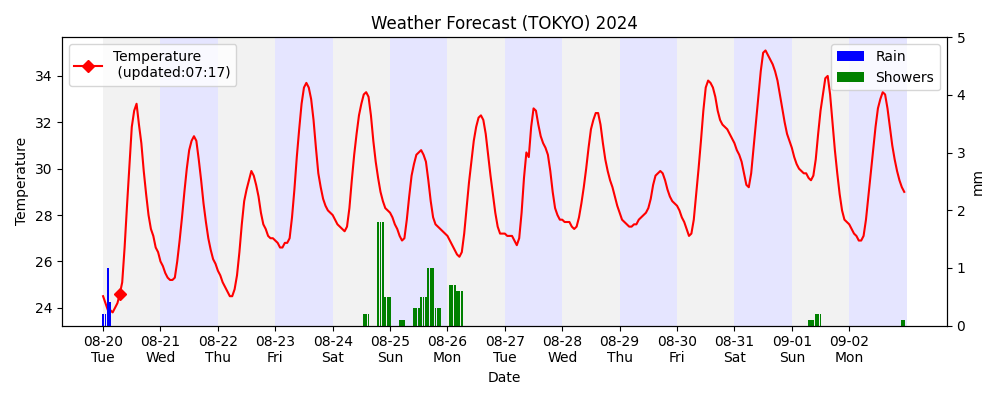 Weather Forecast (TOKYO) 2024
Temperature
(updated:07:17)
Rain
Showers
Temperature
34
32
30
28
26
24
5
4
3
2
1
0
mm
08-20 08-21 08-22 08-23 08-24 08-25 08-26 08-27 08-28 08-29 08-30 08-31 09-01 09-02
Tue Wed Thu Fri Sat Sun Mon Tue Wed Thu Fri Sat Sun Mon
Date